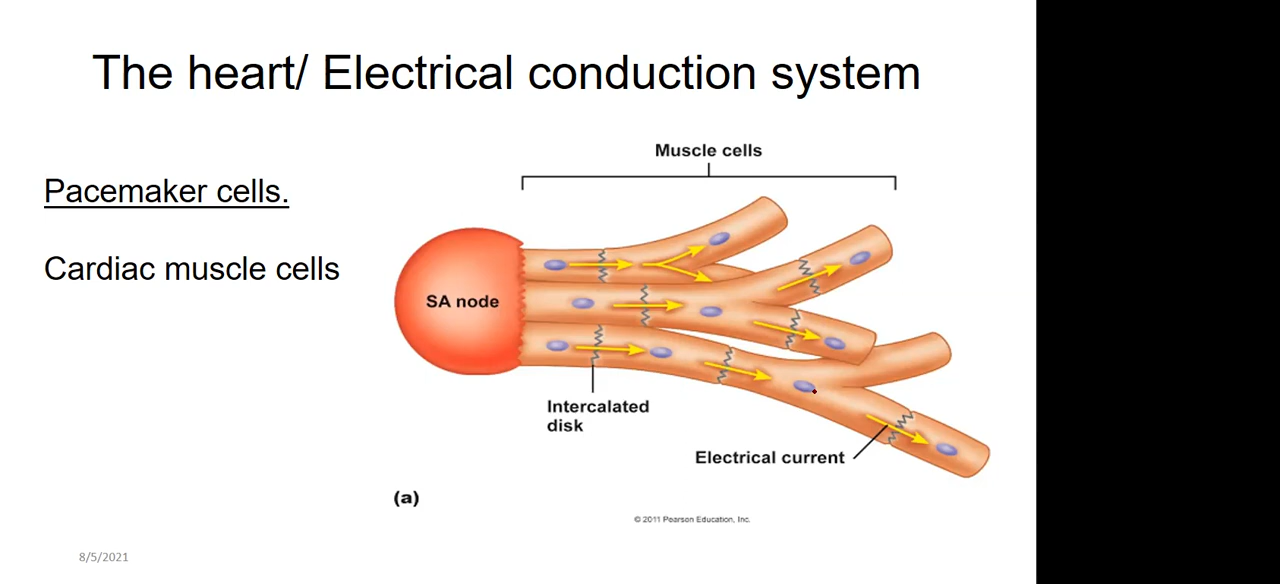 The heart/ Electrical conduction system
Muscle cells
Pacemaker cells.
Cardiac muscle cells
SA node
Intercalated
disk
Electrical current
(a)
© 2011 Pearson Education, Inc.
8/5/2021